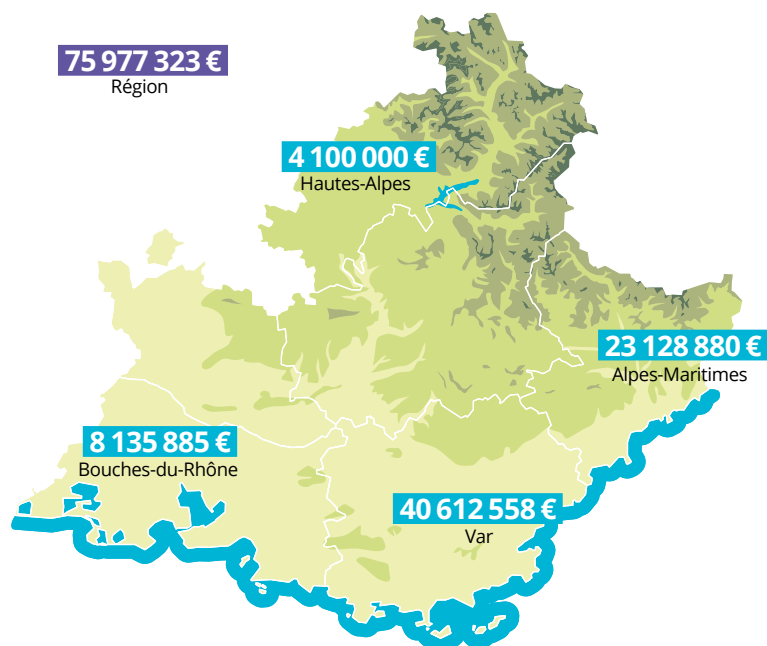 75 977 323 €
Région
4 100 000 €
Hautes-Alpes
23 128 880 €
Alpes-Maritimes
8 135 885 €
Bouches-du-Rhône
40 612 558 €
Var